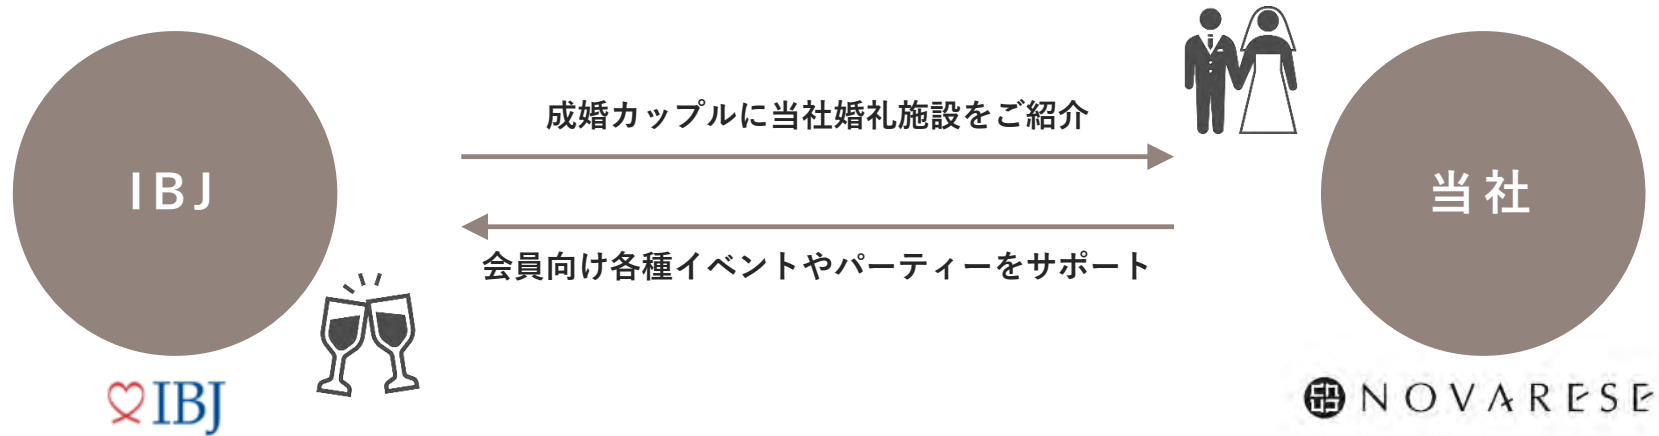 成婚カップルに当社婚礼施設をご紹介
IBJ
当社
会員向け各種イベントやパーティーをサポート
IBJ
NOVARESE